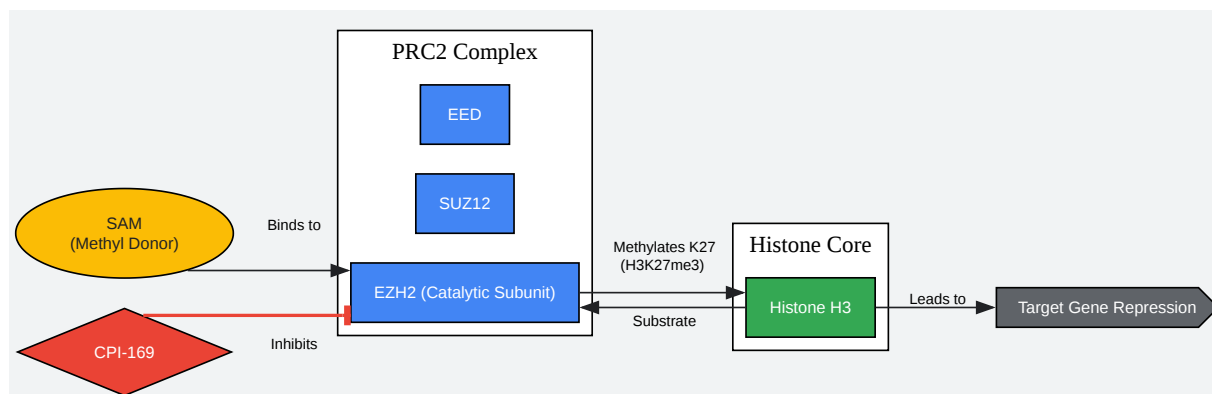 PRC2 Complex
EED
SUZ12
SAM
(Methyl Donor)
Binds to
EZH2 (Catalytic Subunit)
CPI-169
Inhibits
Methylates K27
(H3K27me3)
Substrate
Histone Core
Histone H3
Leads to
Target Gene Repression